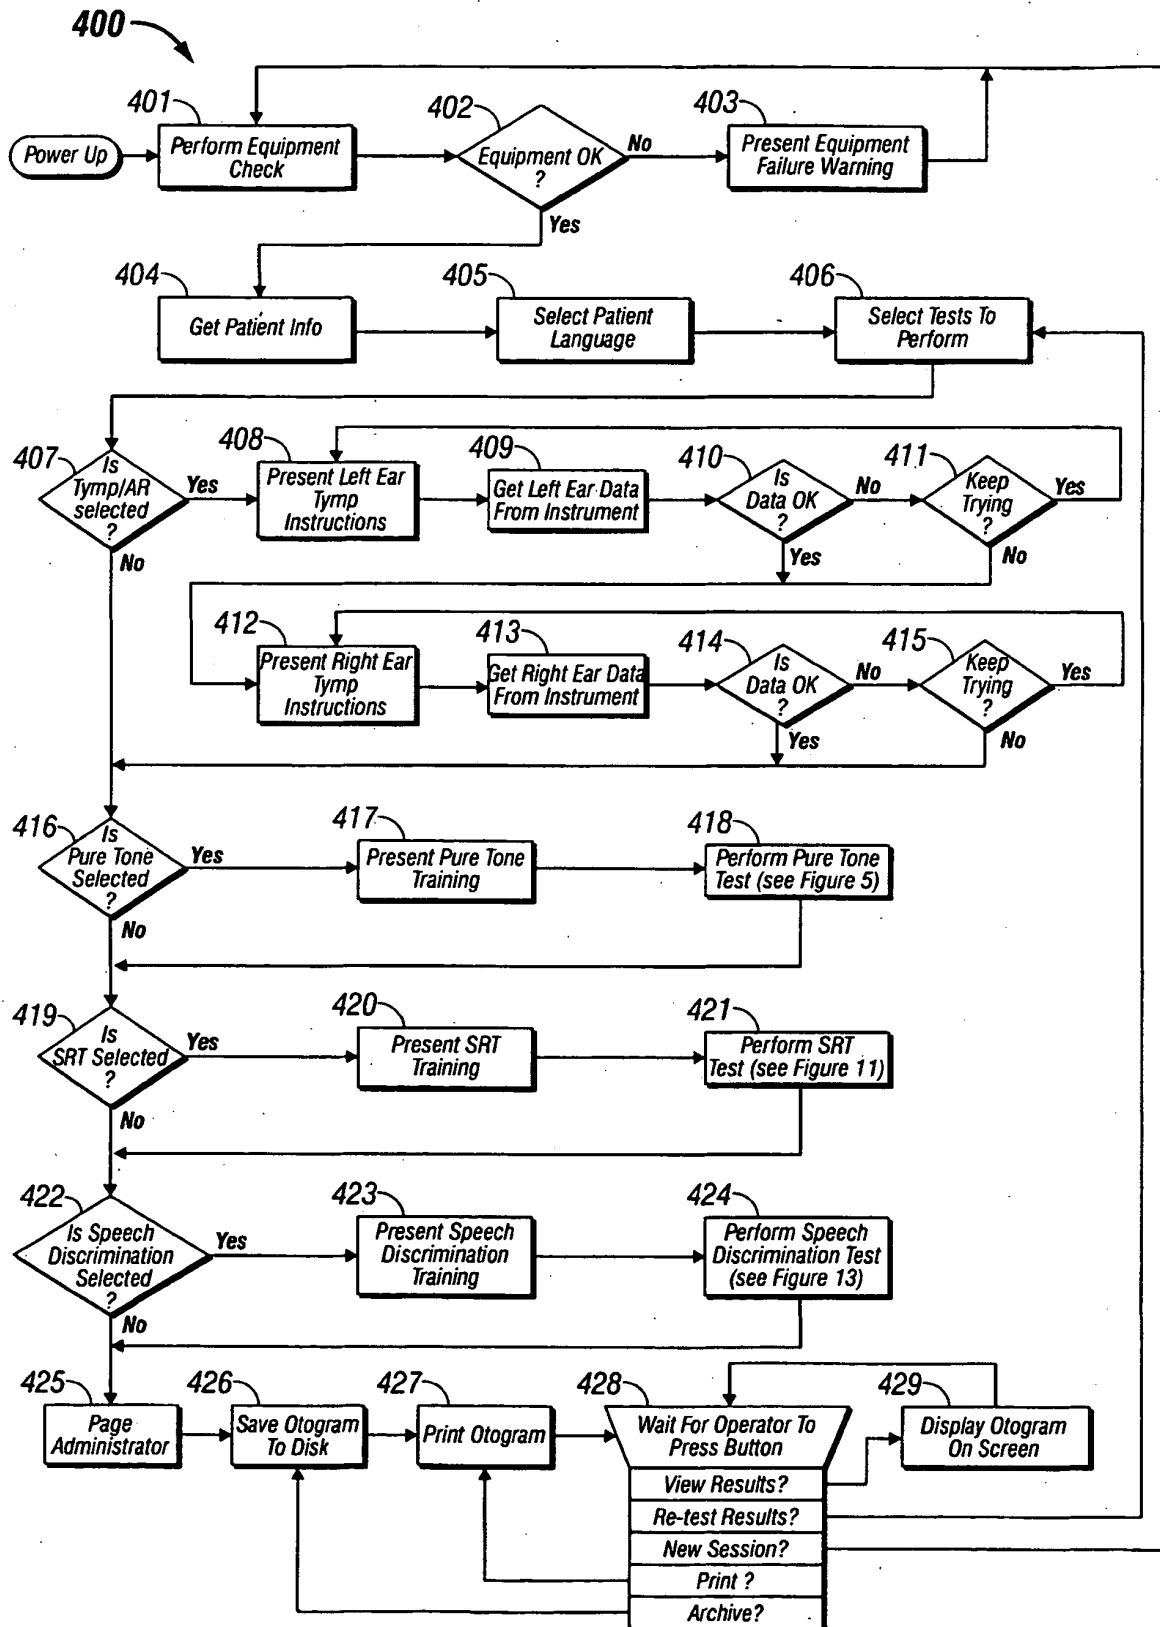 400
401
402
403
Power Up
Perform Equipment
Check
Equipment OK
?
No
Present Equipment
Failure Warning
Yes
404
405
406
Get Patient Info
Select Patient
Language
Select Tests To
Perform
407
408
409
410
411
Is
Tymp/AR
selected
?
Yes
Present Left Ear
Tymp
Instructions
Get Left Ear Data
From Instrument
Is
Data OK
?
No
Keep
Trying
?
Yes
No
Yes
No
412
413
414
415
Present Right Ear
Tymp
Instructions
Get Right Ear Data
From Instrument
Is
Data OK
?
No
Keep
Trying
?
Yes
Yes
No
416
417
418
Is
Pure Tone
Selected
?
Yes
Present Pure Tone
Training
Perform Pure Tone
Test (see Figure 5)
No
419
420
421
Is
SRT Selected
?
Yes
Present SRT
Training
Perform SRT
Test (see Figure 11)
No
422
423
424
Is Speech
Discrimination
Selected
?
Yes
Present Speech
Discrimination
Training
Perform Speech
Discrimination Test
(see Figure 13)
No
425
426
427
428
429
Page
Administrator
Save Otogram
To Disk
Print Otogram
Wait For Operator To
Press Button
Display Otogram
On Screen
View Results?
Re-test Results?
New Session?
Print ?
Archive?